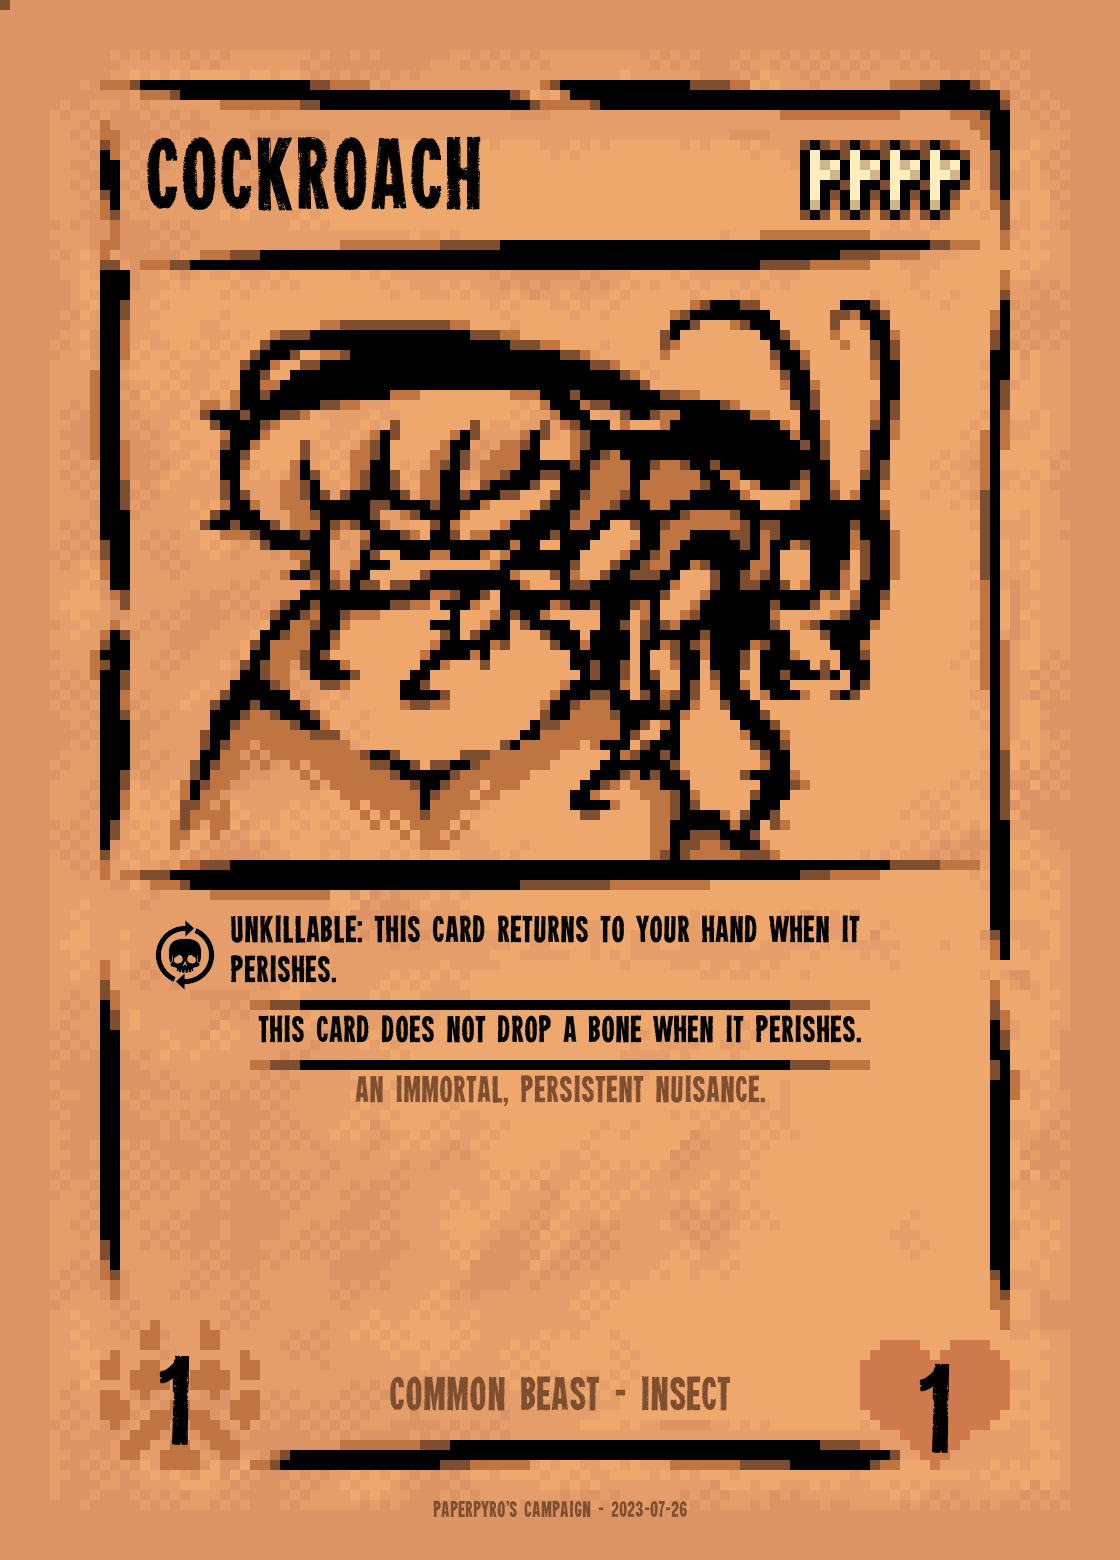 COCKROACH
UNKILLABLE: THIS CARD RETURNS TO YOUR HAND WHEN IT
PERISHES.
THIS CARD DOES NOT DROP A BONE WHEN IT PERISHES.
AN IMMORTAL, PERSISTENT NUISANCE.
1
COMMON BEAST - INSECT
1
PAPERPYRO'S CAMPAIGN - 2023-07-26